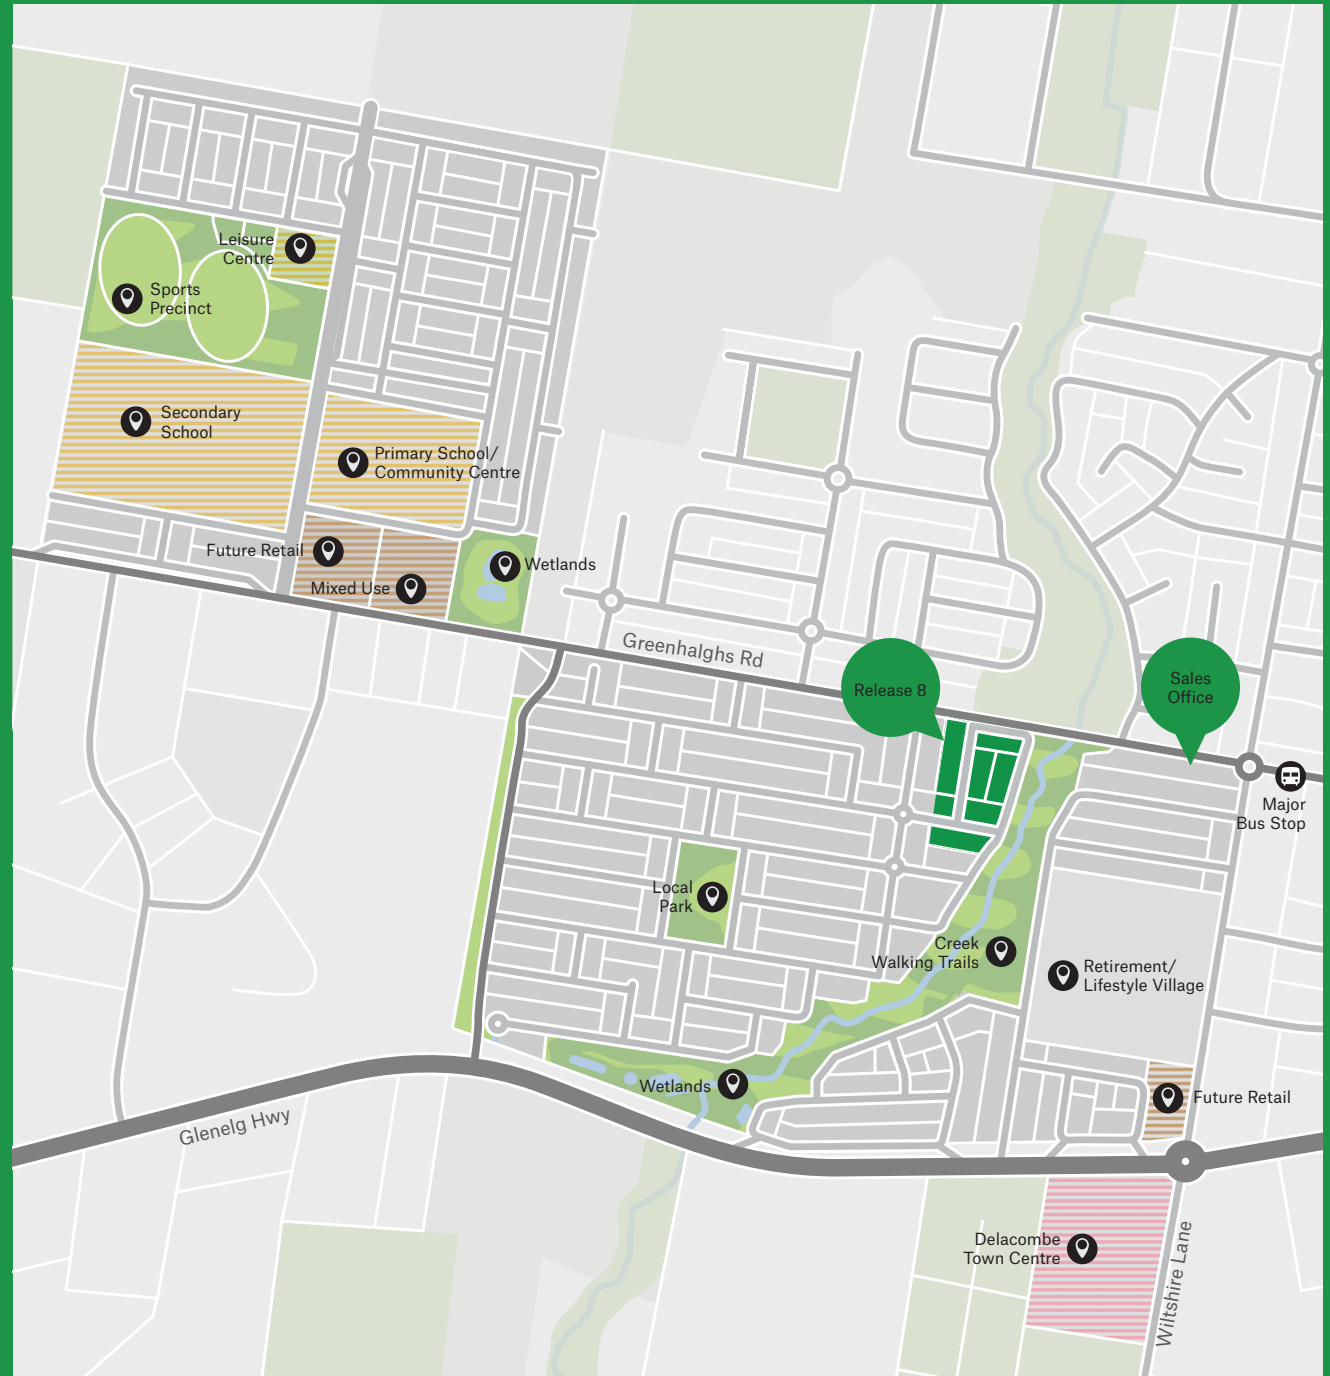 Leisure
Centre
Sports
Precinct
Secondary
School
Primary School/
Community Centre
Future Retail
Wetlands
Mixed Use
Greenhalghs Rd
Release 8
Sales
Office
Major
Bus Stop
Local
Park
Creek
Walking Trails
Retirement/
Lifestyle Village
Wetlands
Future Retail
Glenelg Hwy
Delacombe
Town Centre
Wiltshire Lane